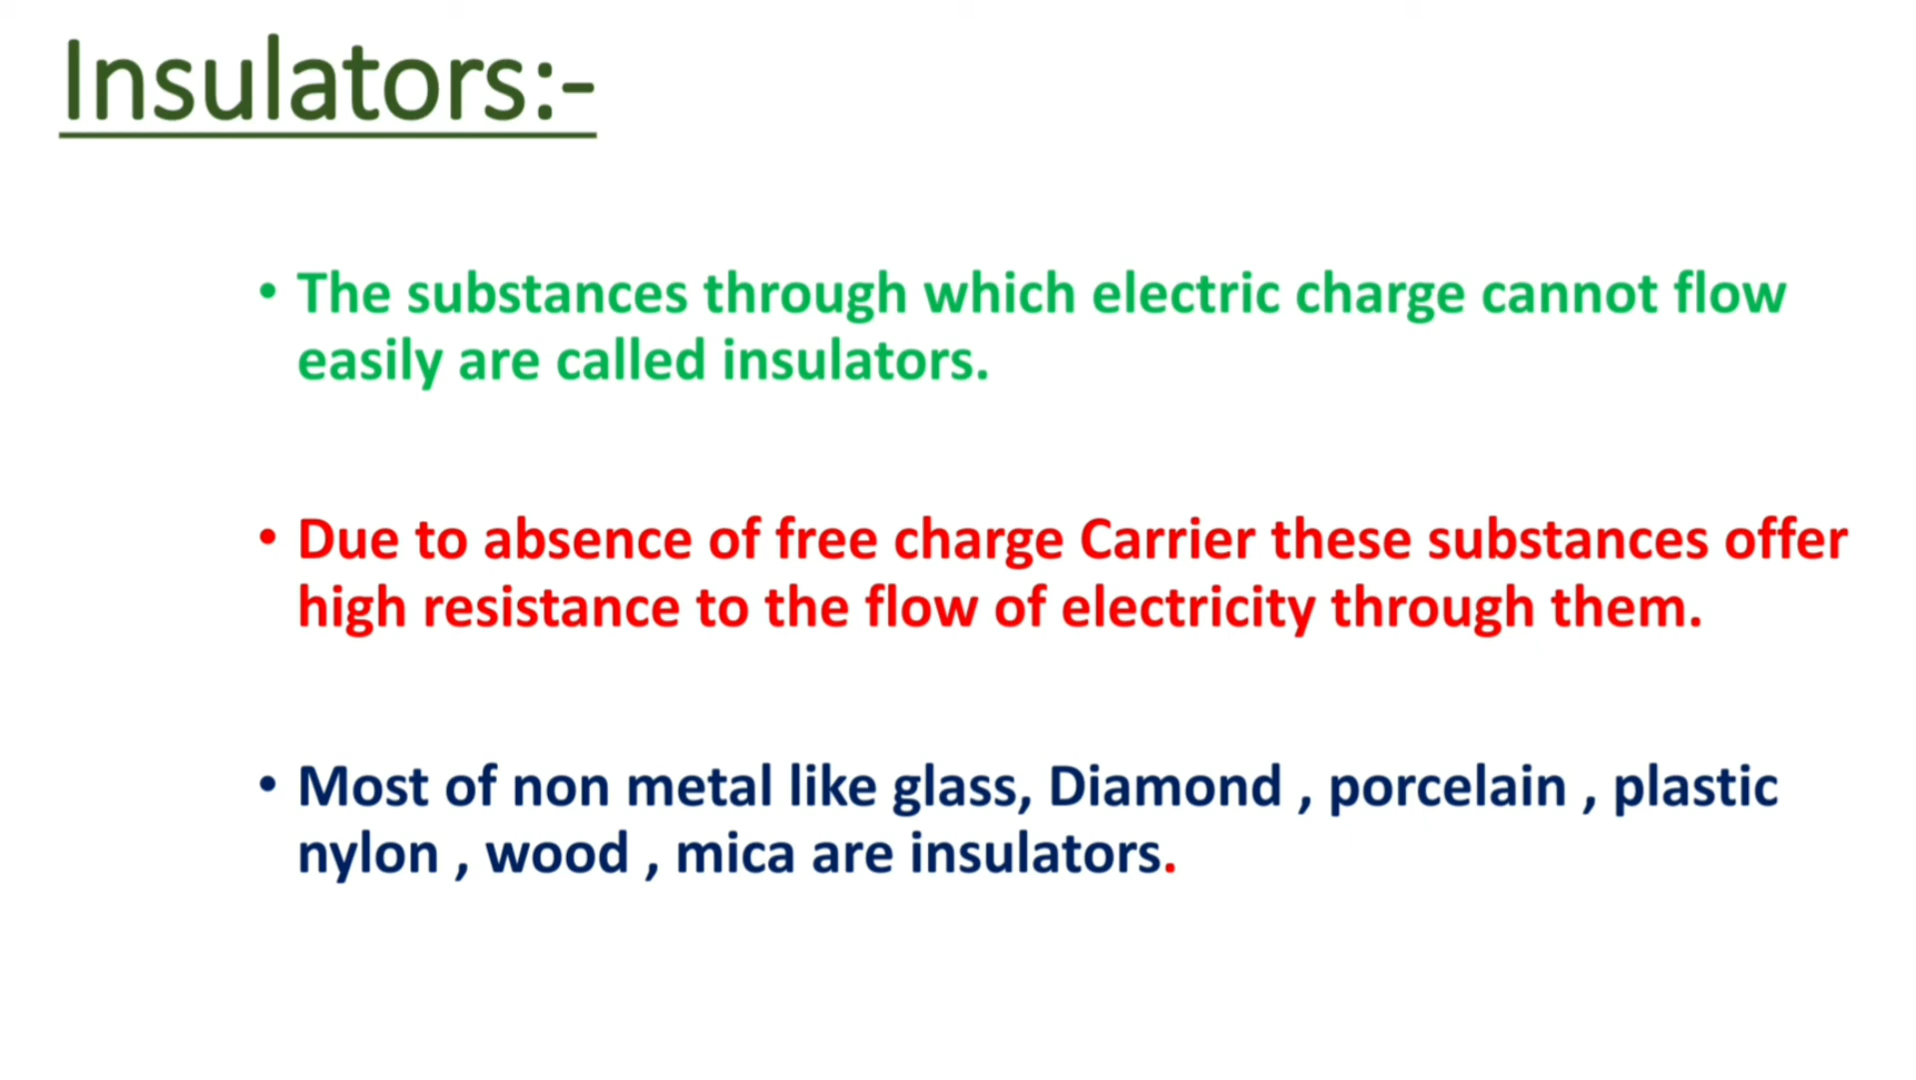 Insulators:-
• The substances through which electric charge cannot flow
easily are called insulators.
• Due to absence of free charge Carrier these substances offer
high resistance to the flow of electricity through them.
• Most of non metal like glass, Diamond , porcelain , plastic
nylon , wood , mica are insulators.